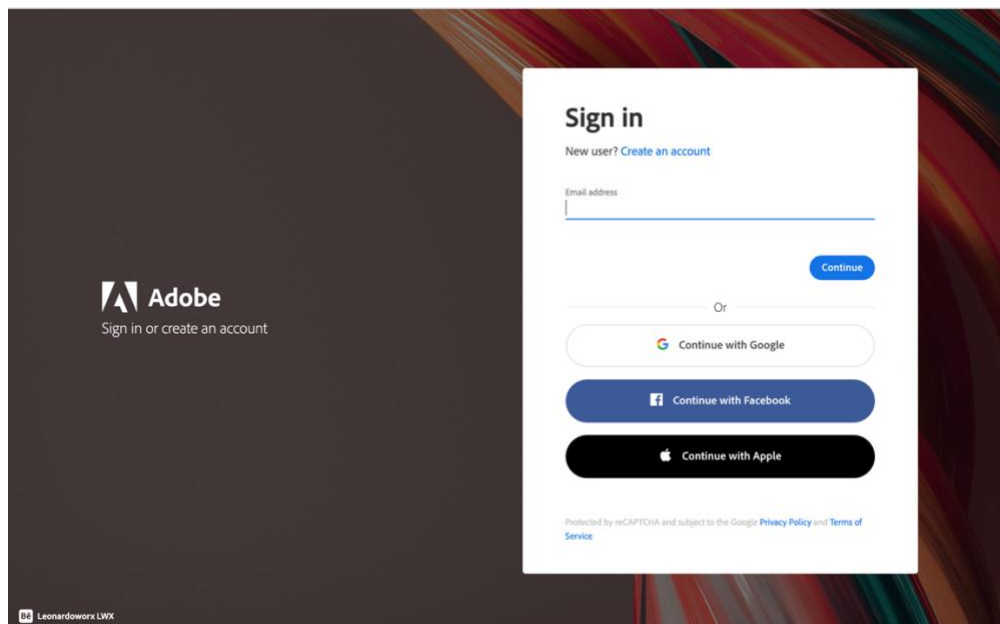 Adobe
Sign in or create an account
Sign in
New user? Create an account
Email address
Continue
Or
Continue with Google
Continue with Facebook
Continue with Apple
Protected by reCAPTCHA and subject to the Google Privacy Policy and Terms of
Service
Bē Leonardoworx LWX